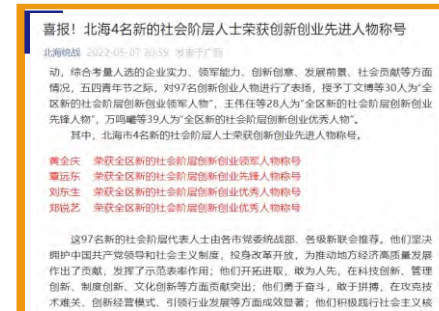 喜报！北海4名新的社会阶层人士荣获创新创业先进人物称号
北海统战 2022-05-07 20:59 发表于广西
动，综合考量人选的企业实力、领军能力、创新创意、发展前景、社会贡献等方面
情况，五四青年节之际，对97名创新创业人物进行了表扬，授予丁文博等30人为"全
区新的社会阶层创新创业领军人物"，王伟任等28人为"全区新的社会阶层创新创业
先锋人物"，万鸣曦等39人为"全区新的社会阶层创新创业优秀人物"。
其中，北海市4名新的社会阶层人士荣获创新创业先进人物称号。
黄全庆 荣获全区新的社会阶层创新创业领军人物称号
覃远东 荣获全区新的社会阶层创新创业先锋人物称号
刘东生 荣获全区新的社会阶层创新创业优秀人物称号
郑锐艺 荣获全区新的社会阶层创新创业优秀人物称号
这97名新的社会阶层代表人士由各市党委统战部、各级新联会推荐。他们坚决
拥护中国共产党领导和社会主义制度，投身改革开放，为推动地方经济高质量发展
作出了贡献，发挥了示范表率作用；他们开拓进取，敢为人先，在科技创新、管理
创新、制度创新、文化创新等方面贡献突出；他们勇于奋斗，敢于拼搏，在攻克技
术难关、创新经营模式、引领行业发展等方面成效显著；他们积极践行社会主义核